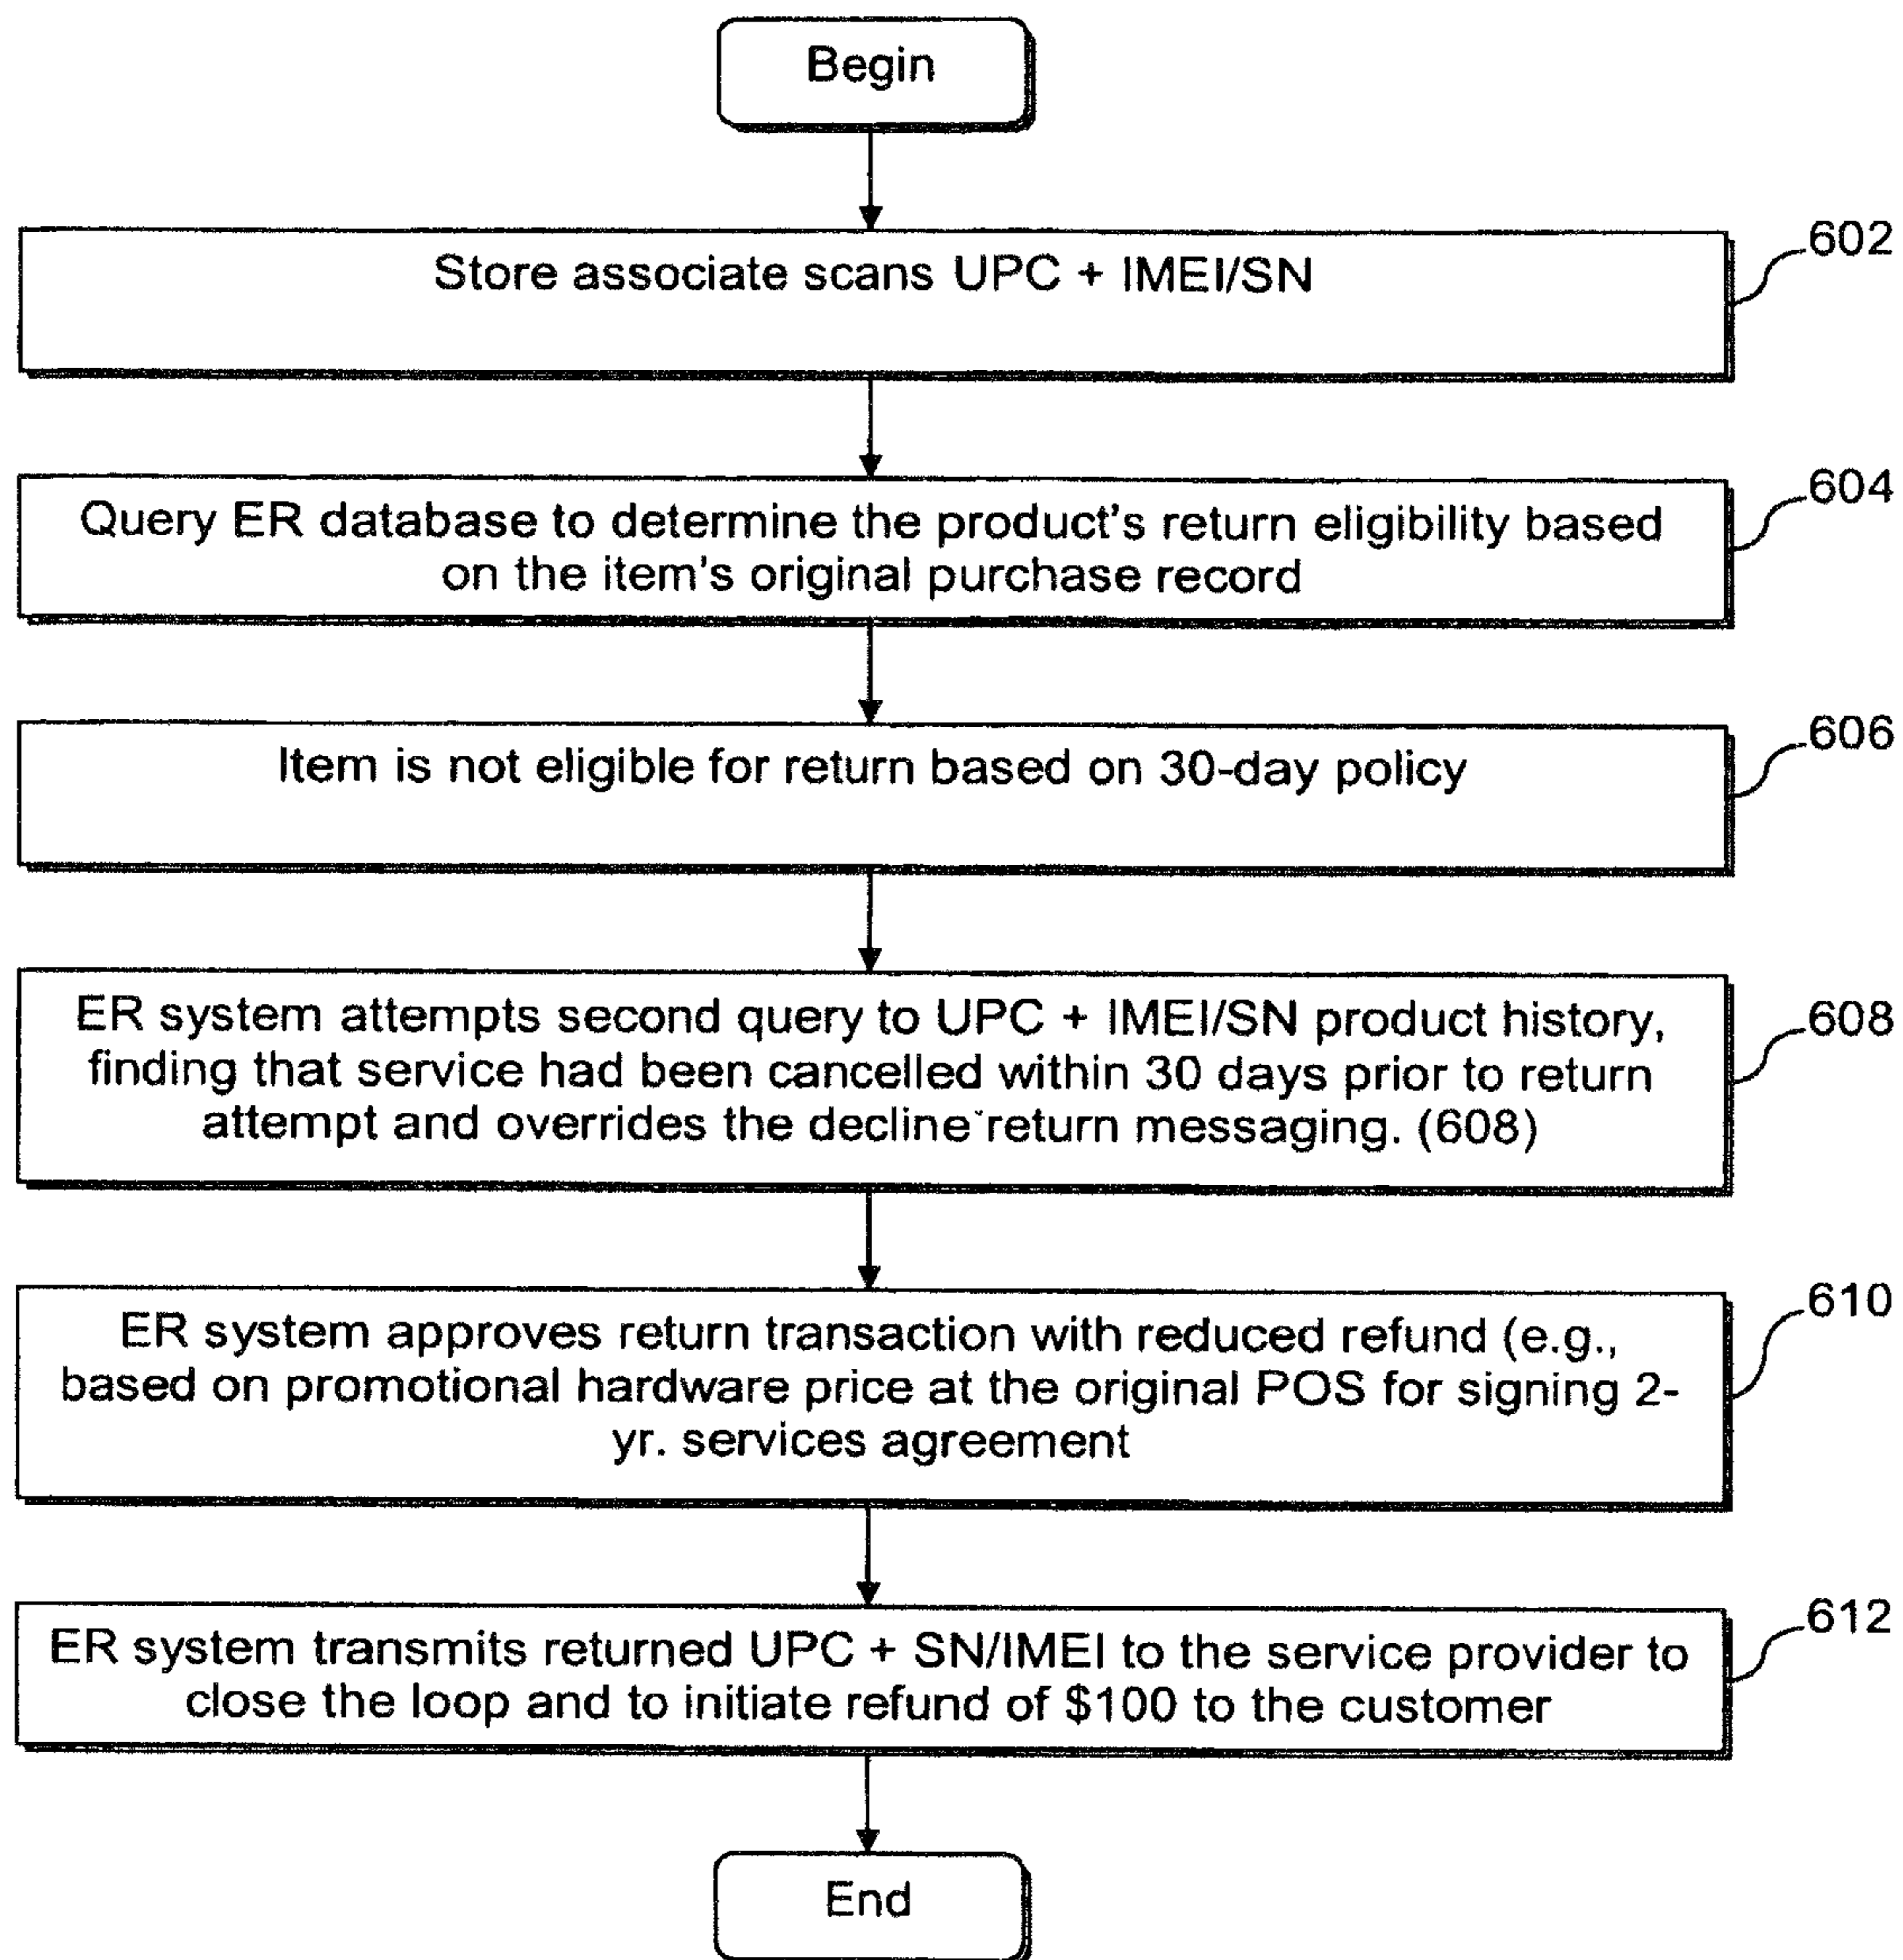 Begin
Store associate scans UPC + IMEI/SN
602
Query ER database to determine the product's return eligibility based
on the item's original purchase record
604
Item is not eligible for return based on 30-day policy
606
ER system attempts second query to UPC + IMEI/SN product history,
finding that service had been cancelled within 30 days prior to return
attempt and overrides the decline return messaging. (608)
608
ER system approves return transaction with reduced refund (e.g.,
based on promotional hardware price at the original POS for signing 2-
yr. services agreement
610
ER system transmits returned UPC + SN/IMEI to the service provider to
close the loop and to initiate refund of $100 to the customer
612
End